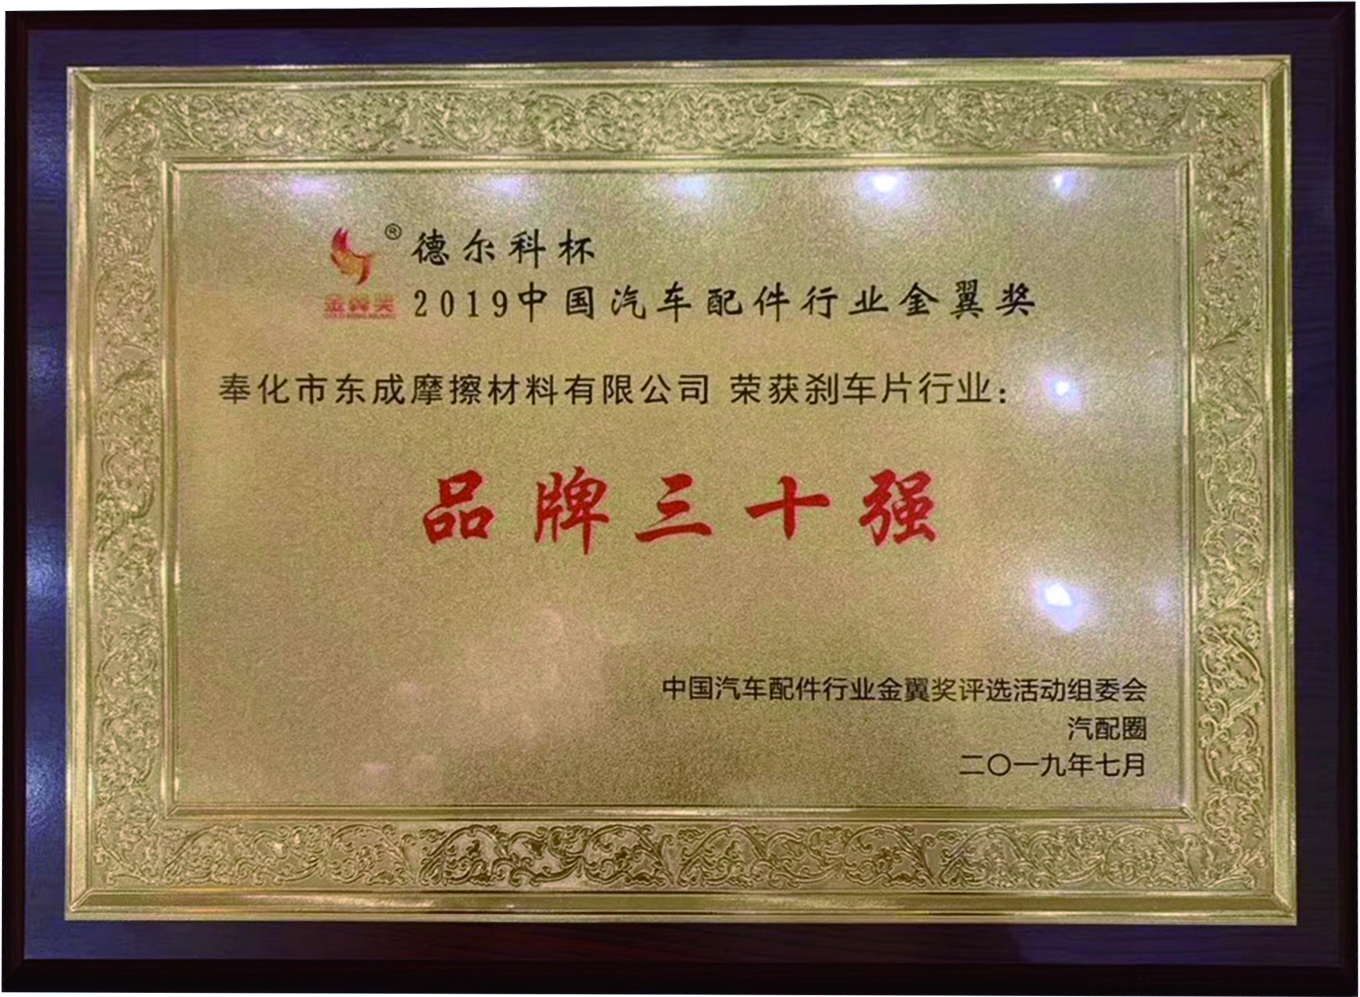 ®德尔科杯
金翼奖
2019中国汽车配件行业金翼奖
奉化市东成摩擦材料有限公司 荣获刹车片行业：
品牌三十强
中国汽车配件行业金翼奖评选活动组委会
汽配圈
二〇一九年七月